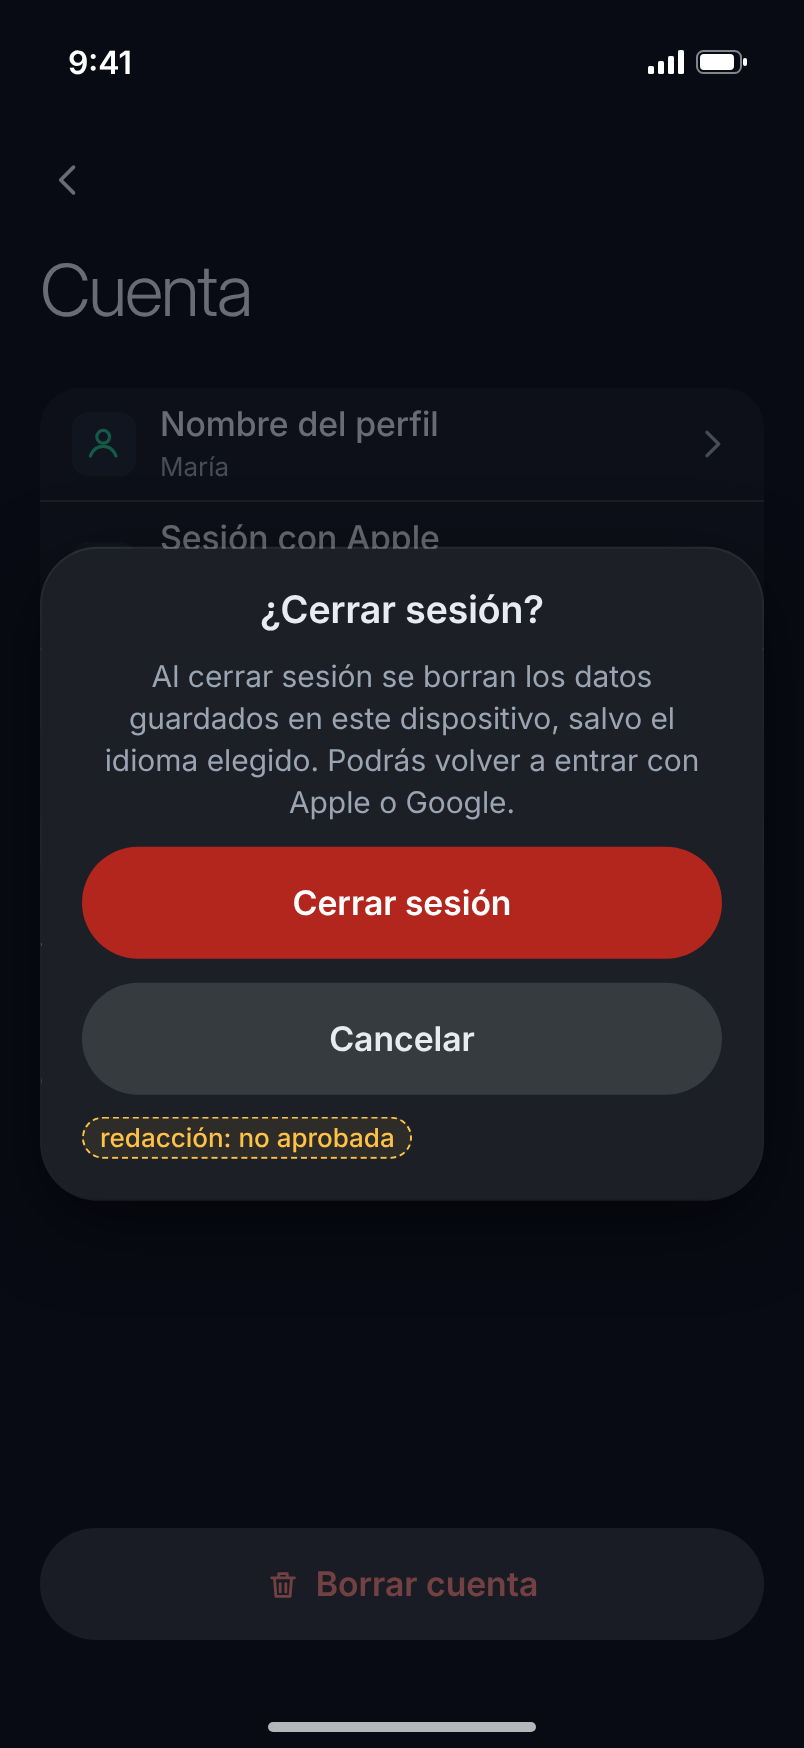 9:41
Cuenta
Nombre del perfil
María
Sesión con Apple
¿Cerrar sesión?
Al cerrar sesión se borran los datos
guardados en este dispositivo, salvo el
idioma elegido. Podrás volver a entrar con
Apple o Google.
Cerrar sesión
Cancelar
redacción: no aprobada
Borrar cuenta